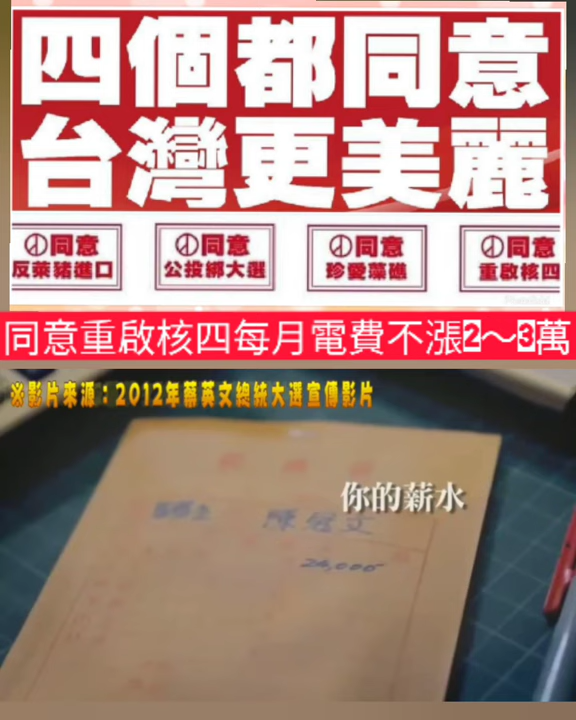 四個都同意
台灣更美麗
同意 同意 同意 同意
反萊豬進口 公投綁大選 珍愛藻礁 重啟核四
同意重啟核四每月電費不漲2～3萬
※影片來源：2012年蔡英文總統大選宣傳影片
你的薪水
24,000